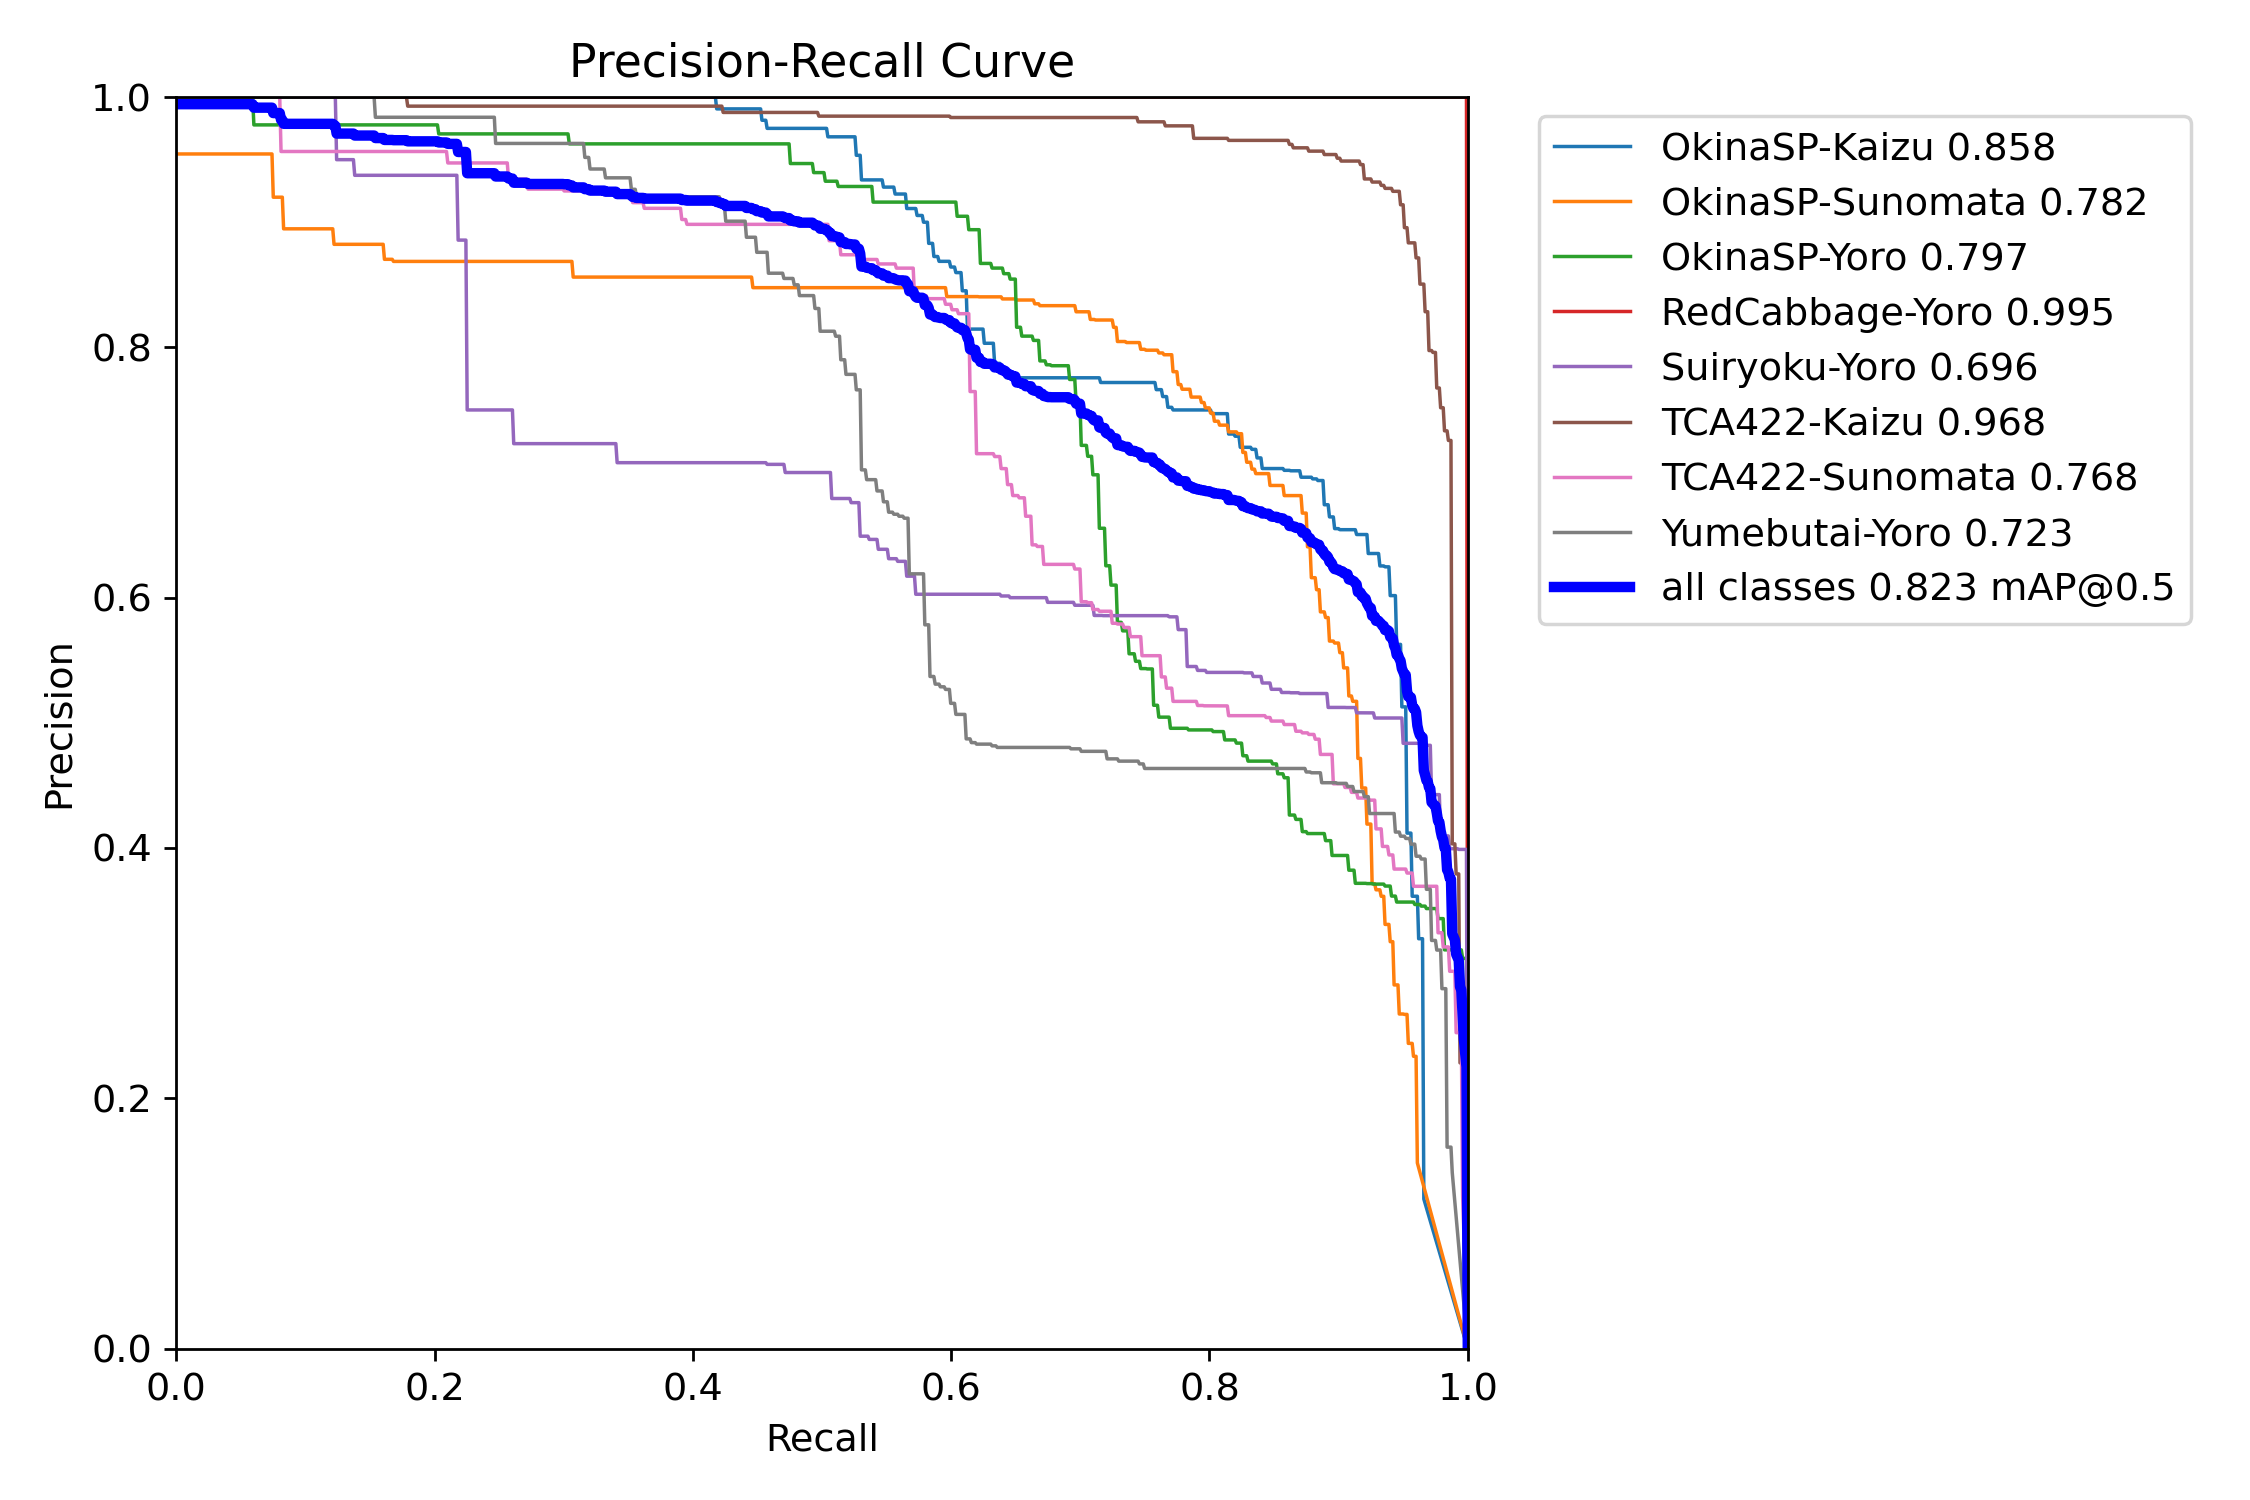 Precision-Recall Curve
1.0
0.8
0.6
0.4
0.2
0.0
Precision
0.0 0.2 0.4 0.6 0.8 1.0
Recall
OkinaSP-Kaizu 0.858
OkinaSP-Sunomata 0.782
OkinaSP-Yoro 0.797
RedCabbage-Yoro 0.995
Suiryoku-Yoro 0.696
TCA422-Kaizu 0.968
TCA422-Sunomata 0.768
Yumebutai-Yoro 0.723
all classes 0.823 mAP@0.5